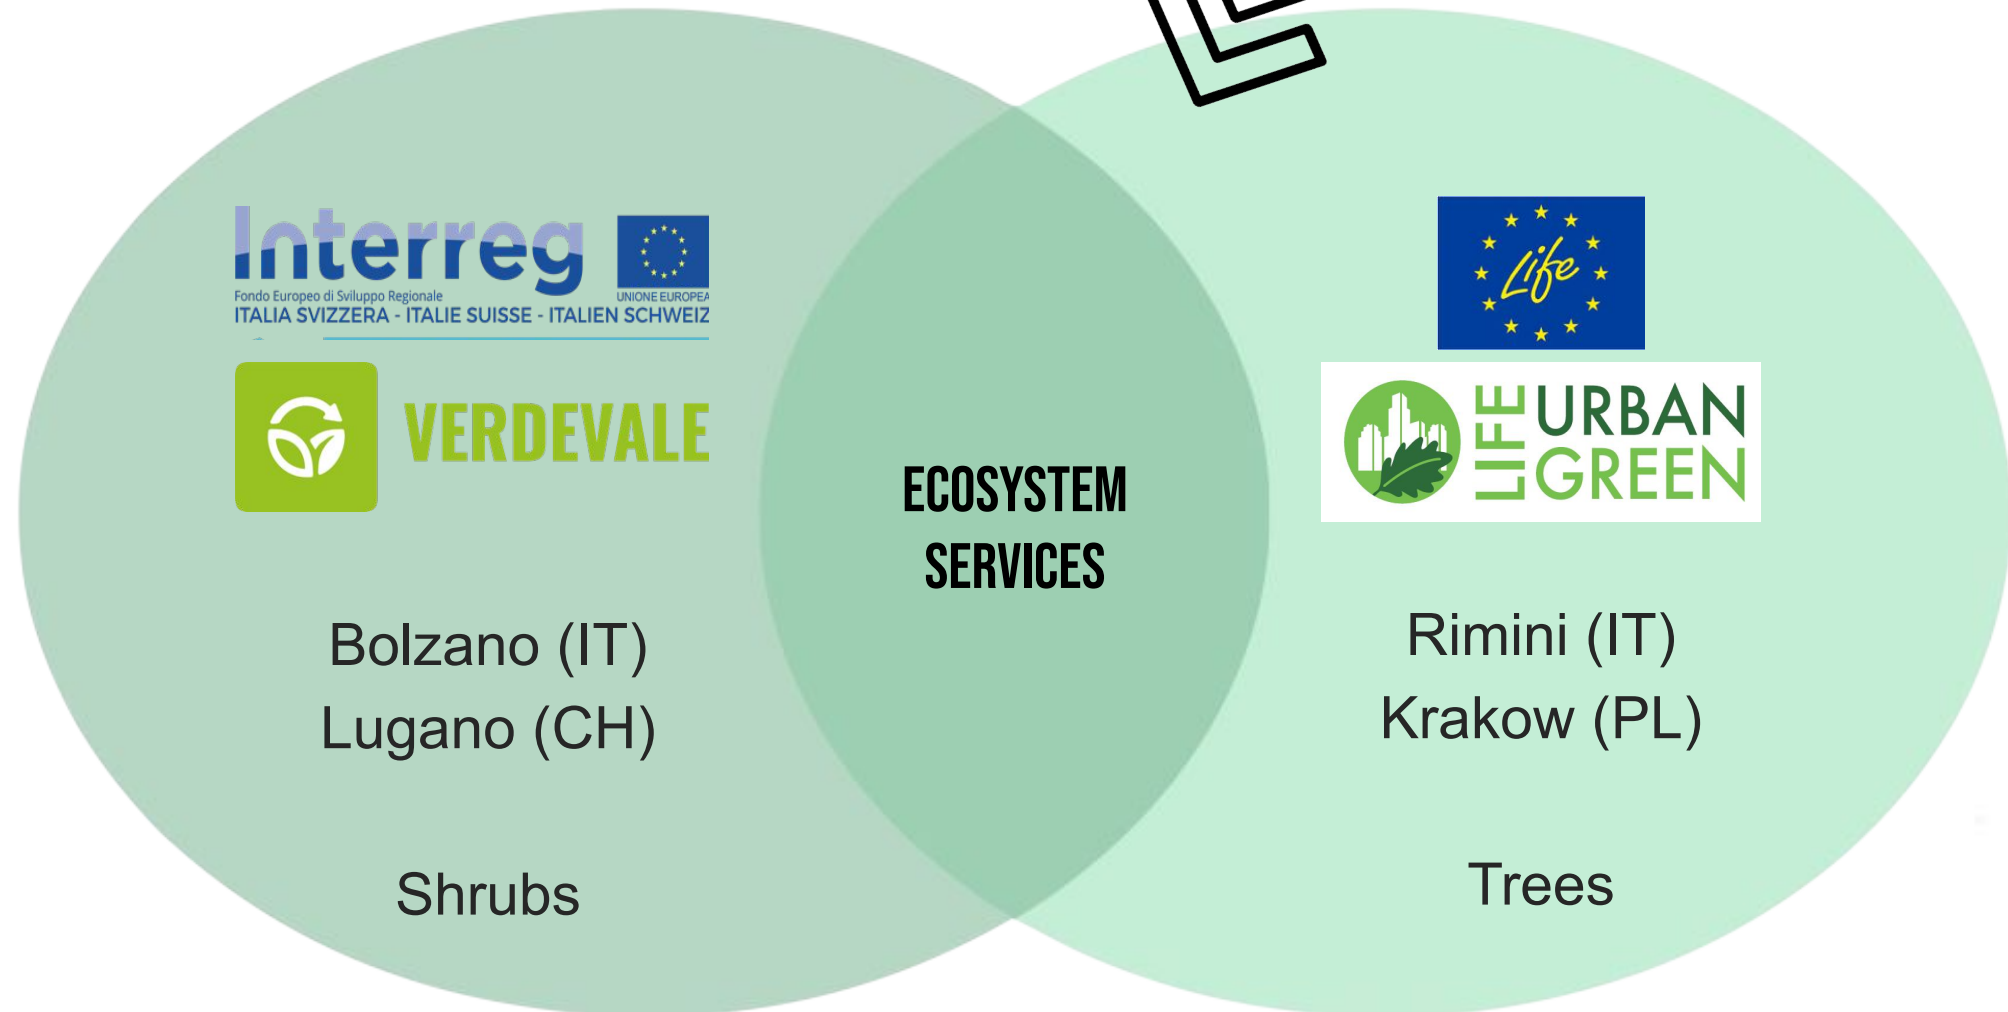 Interreg
Fondo Europeo di Sviluppo Regionale
UNIONE EUROPEA
ITALIA SVIZZERA - ITALIE SUISSE - ITALIEN SCHWEIZ
VERDEVALE
Bolzano (IT)
Lugano (CH)
Shrubs
ECOSYSTEM
SERVICES
Life
LIFE
URBAN
GREEN
Rimini (IT)
Krakow (PL)
Trees